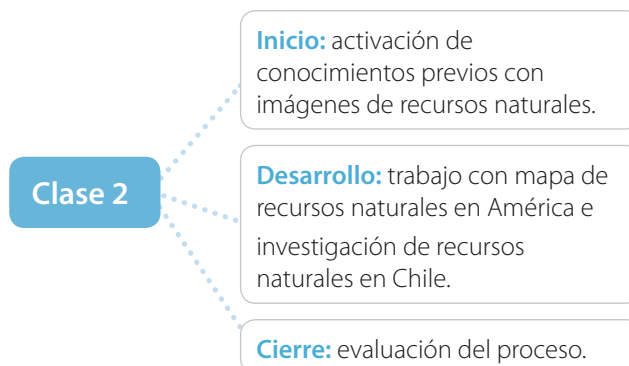 Inicio: activación de
conocimientos previos con
imágenes de recursos naturales.
Clase 2
Desarrollo: trabajo con mapa de
recursos naturales en América e
investigación de recursos
naturales en Chile.
Cierre: evaluación del proceso.